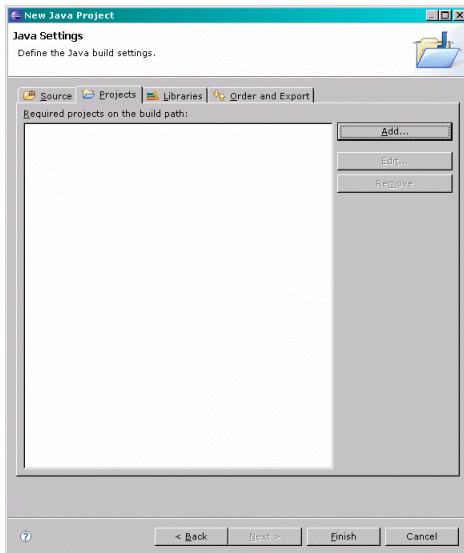 New Java Project
Java Settings
Define the Java build settings.
Source Projects Libraries Order and Export
Required projects on the build path:
Add...
Edit...
Remove
? < Back Next > Finish Cancel